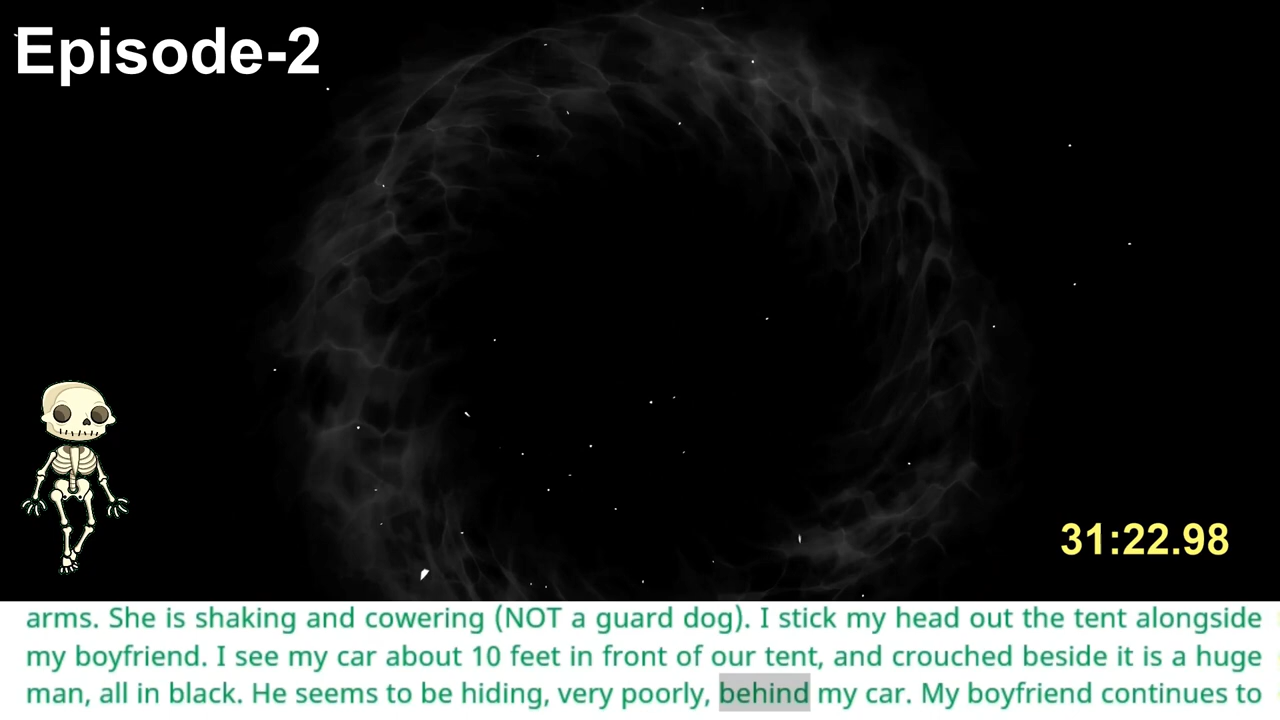 Episode-2
31:22.98
arms. She is shaking and cowering (NOT a guard dog). I stick my head out the tent alongside
my boyfriend. I see my car about 10 feet in front of our tent, and crouched beside it is a huge
man, all in black. He seems to be hiding, very poorly, behind my car. My boyfriend continues to